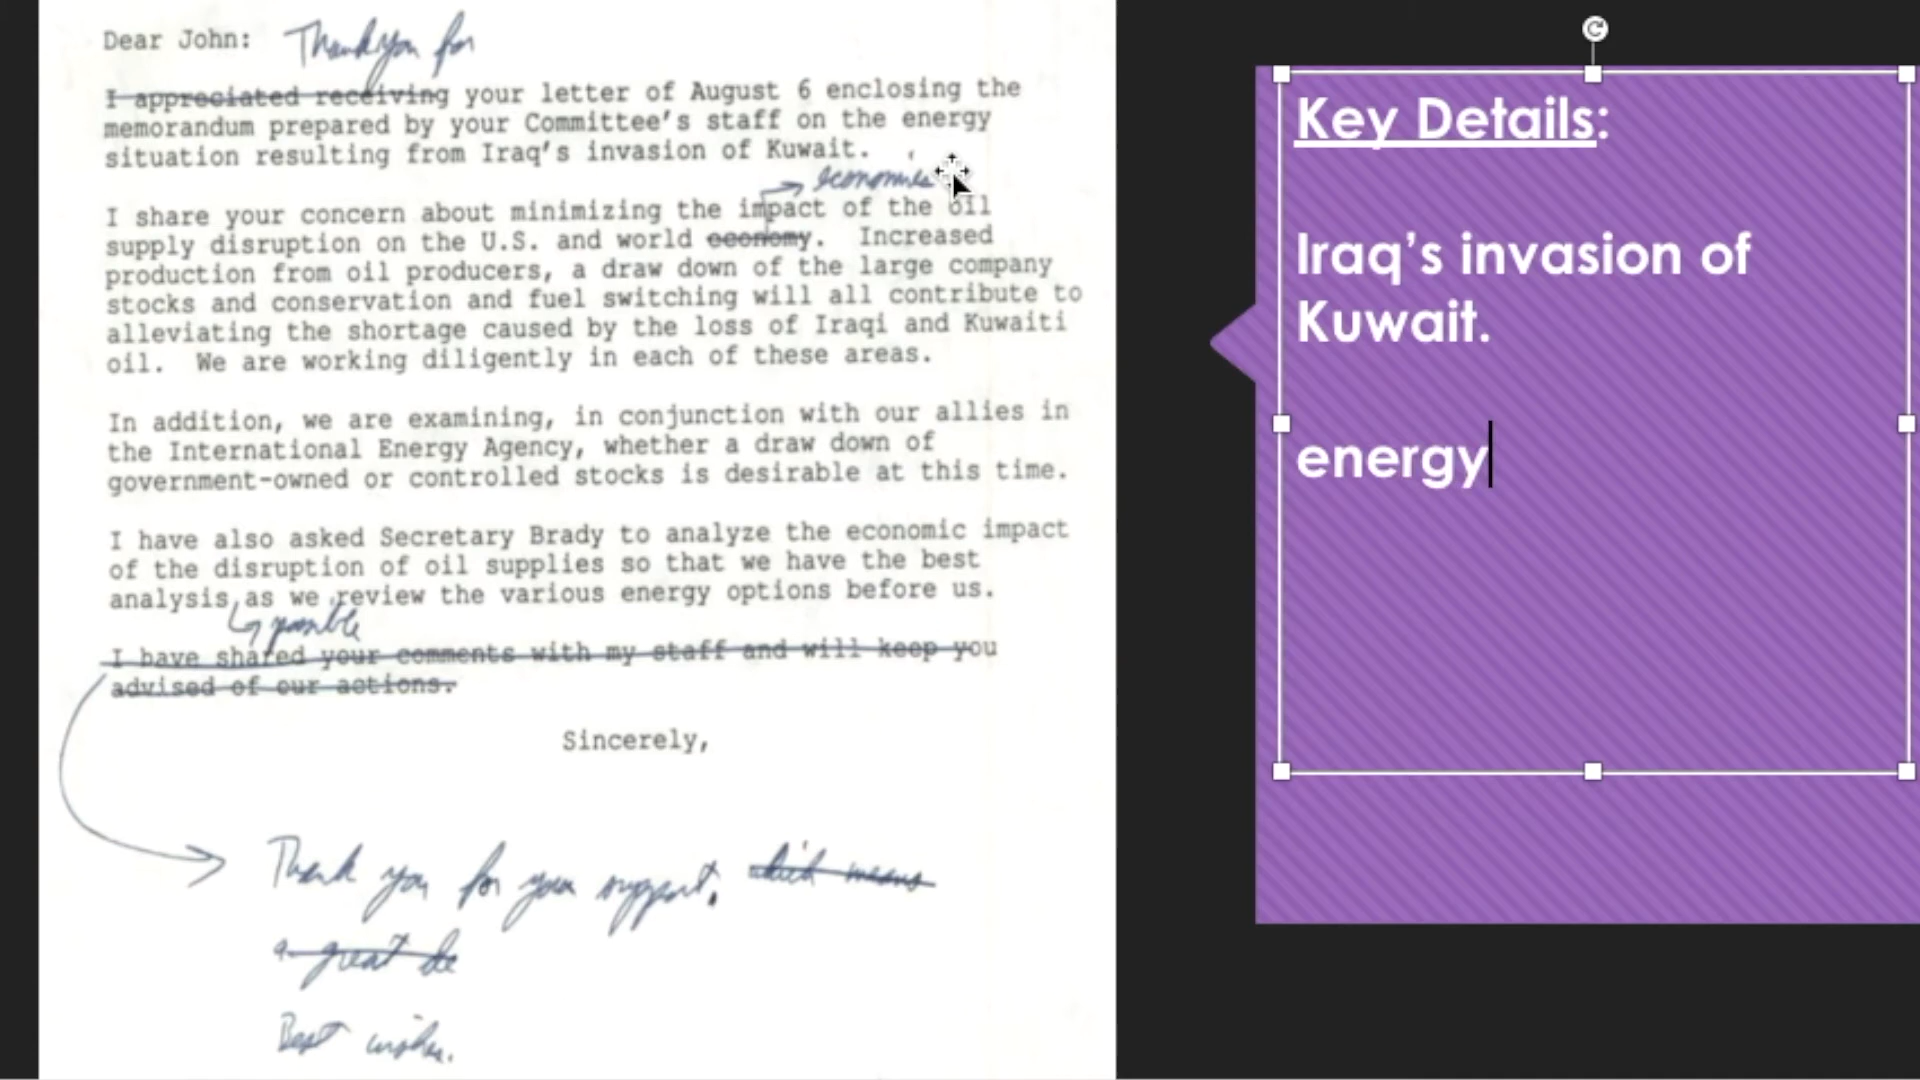 Dear John: Thank you for
I appreciated receiving your letter of August 6 enclosing the
memorandum prepared by your Committee's staff on the energy
situation resulting from Iraq's invasion of Kuwait.
economies
I share your concern about minimizing the impact of the oil
supply disruption on the U.S. and world economy. Increased
production from oil producers, a draw down of the large company
stocks and conservation and fuel switching will all contribute to
alleviating the shortage caused by the loss of Iraqi and Kuwaiti
oil. We are working diligently in each of these areas.
In addition, we are examining, in conjunction with our allies in
the International Energy Agency, whether a draw down of
government-owned or controlled stocks is desirable at this time.
I have also asked Secretary Brady to analyze the economic impact
of the disruption of oil supplies so that we have the best
analysis as we review the various energy options before us.
possible
I have shared your comments with my staff and will keep you
advised of our actions.
Sincerely,
Thank you for your support. which means
a great de
Best wishes.
Key Details:
Iraq’s invasion of
Kuwait.
energy